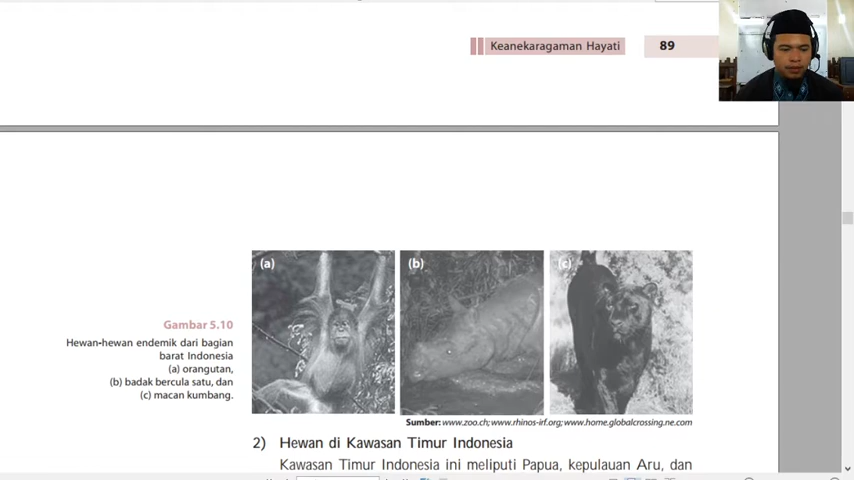 Keanekaragaman Hayati 89
(a) (b) (c)
Gambar 5.10
Hewan-hewan endemik dari bagian
barat Indonesia
(a) orangutan,
(b) badak bercula satu, dan
(c) macan kumbang.
Sumber: www.zoo.ch; www.rhinos-irf.org; www.home.globalcrossing.ne.com
2) Hewan di Kawasan Timur Indonesia
Kawasan Timur Indonesia ini meliputi Papua, kepulauan Aru, dan